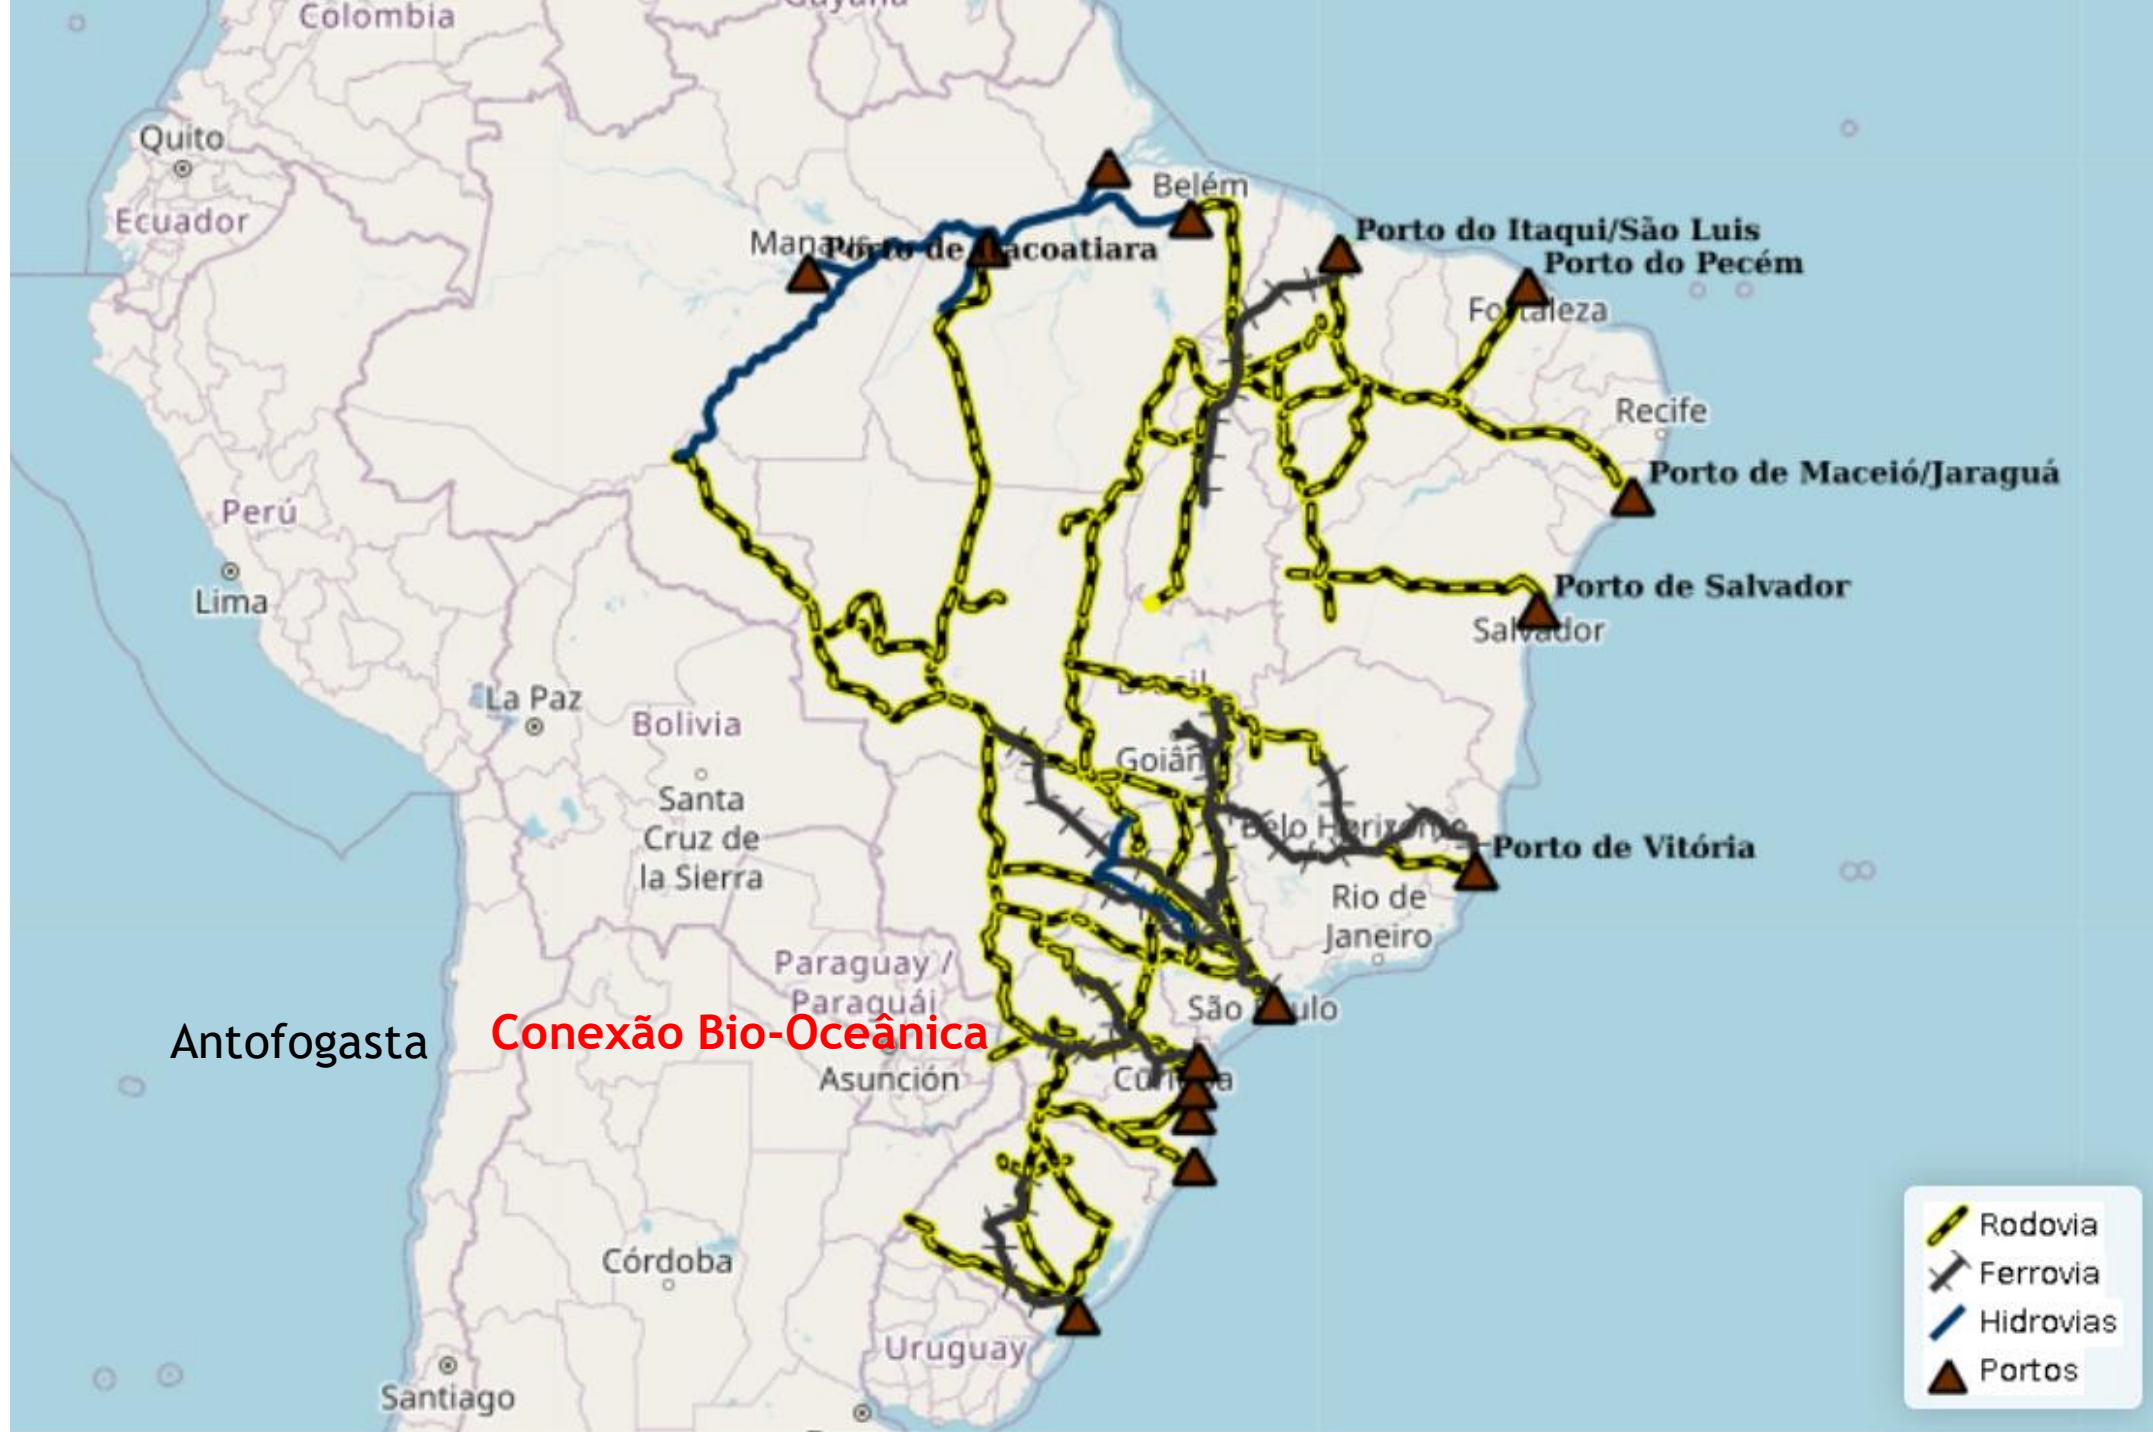 Colombia
Quito
Ecuador
Belém
Porto de Itacoatiara
Porto do Itaqui/São Luis
Porto do Pecém
Fortaleza
Recife
Porto de Maceió/Jaraguá
Perú
Lima
Porto de Salvador
Salvador
La Paz
Bolivia
Brasil
Santa
Cruz de
la Sierra
Belo Horizonte
Porto de Vitória
Rio de
Janeiro
Paraguay /
Paraguái
São Paulo
Antofogasta
Conexão Bio-Oceânica
Asunción
Curitiba
Córdoba
Uruguay
Santiago
Rodovia
Ferrovia
Hidrovias
Portos